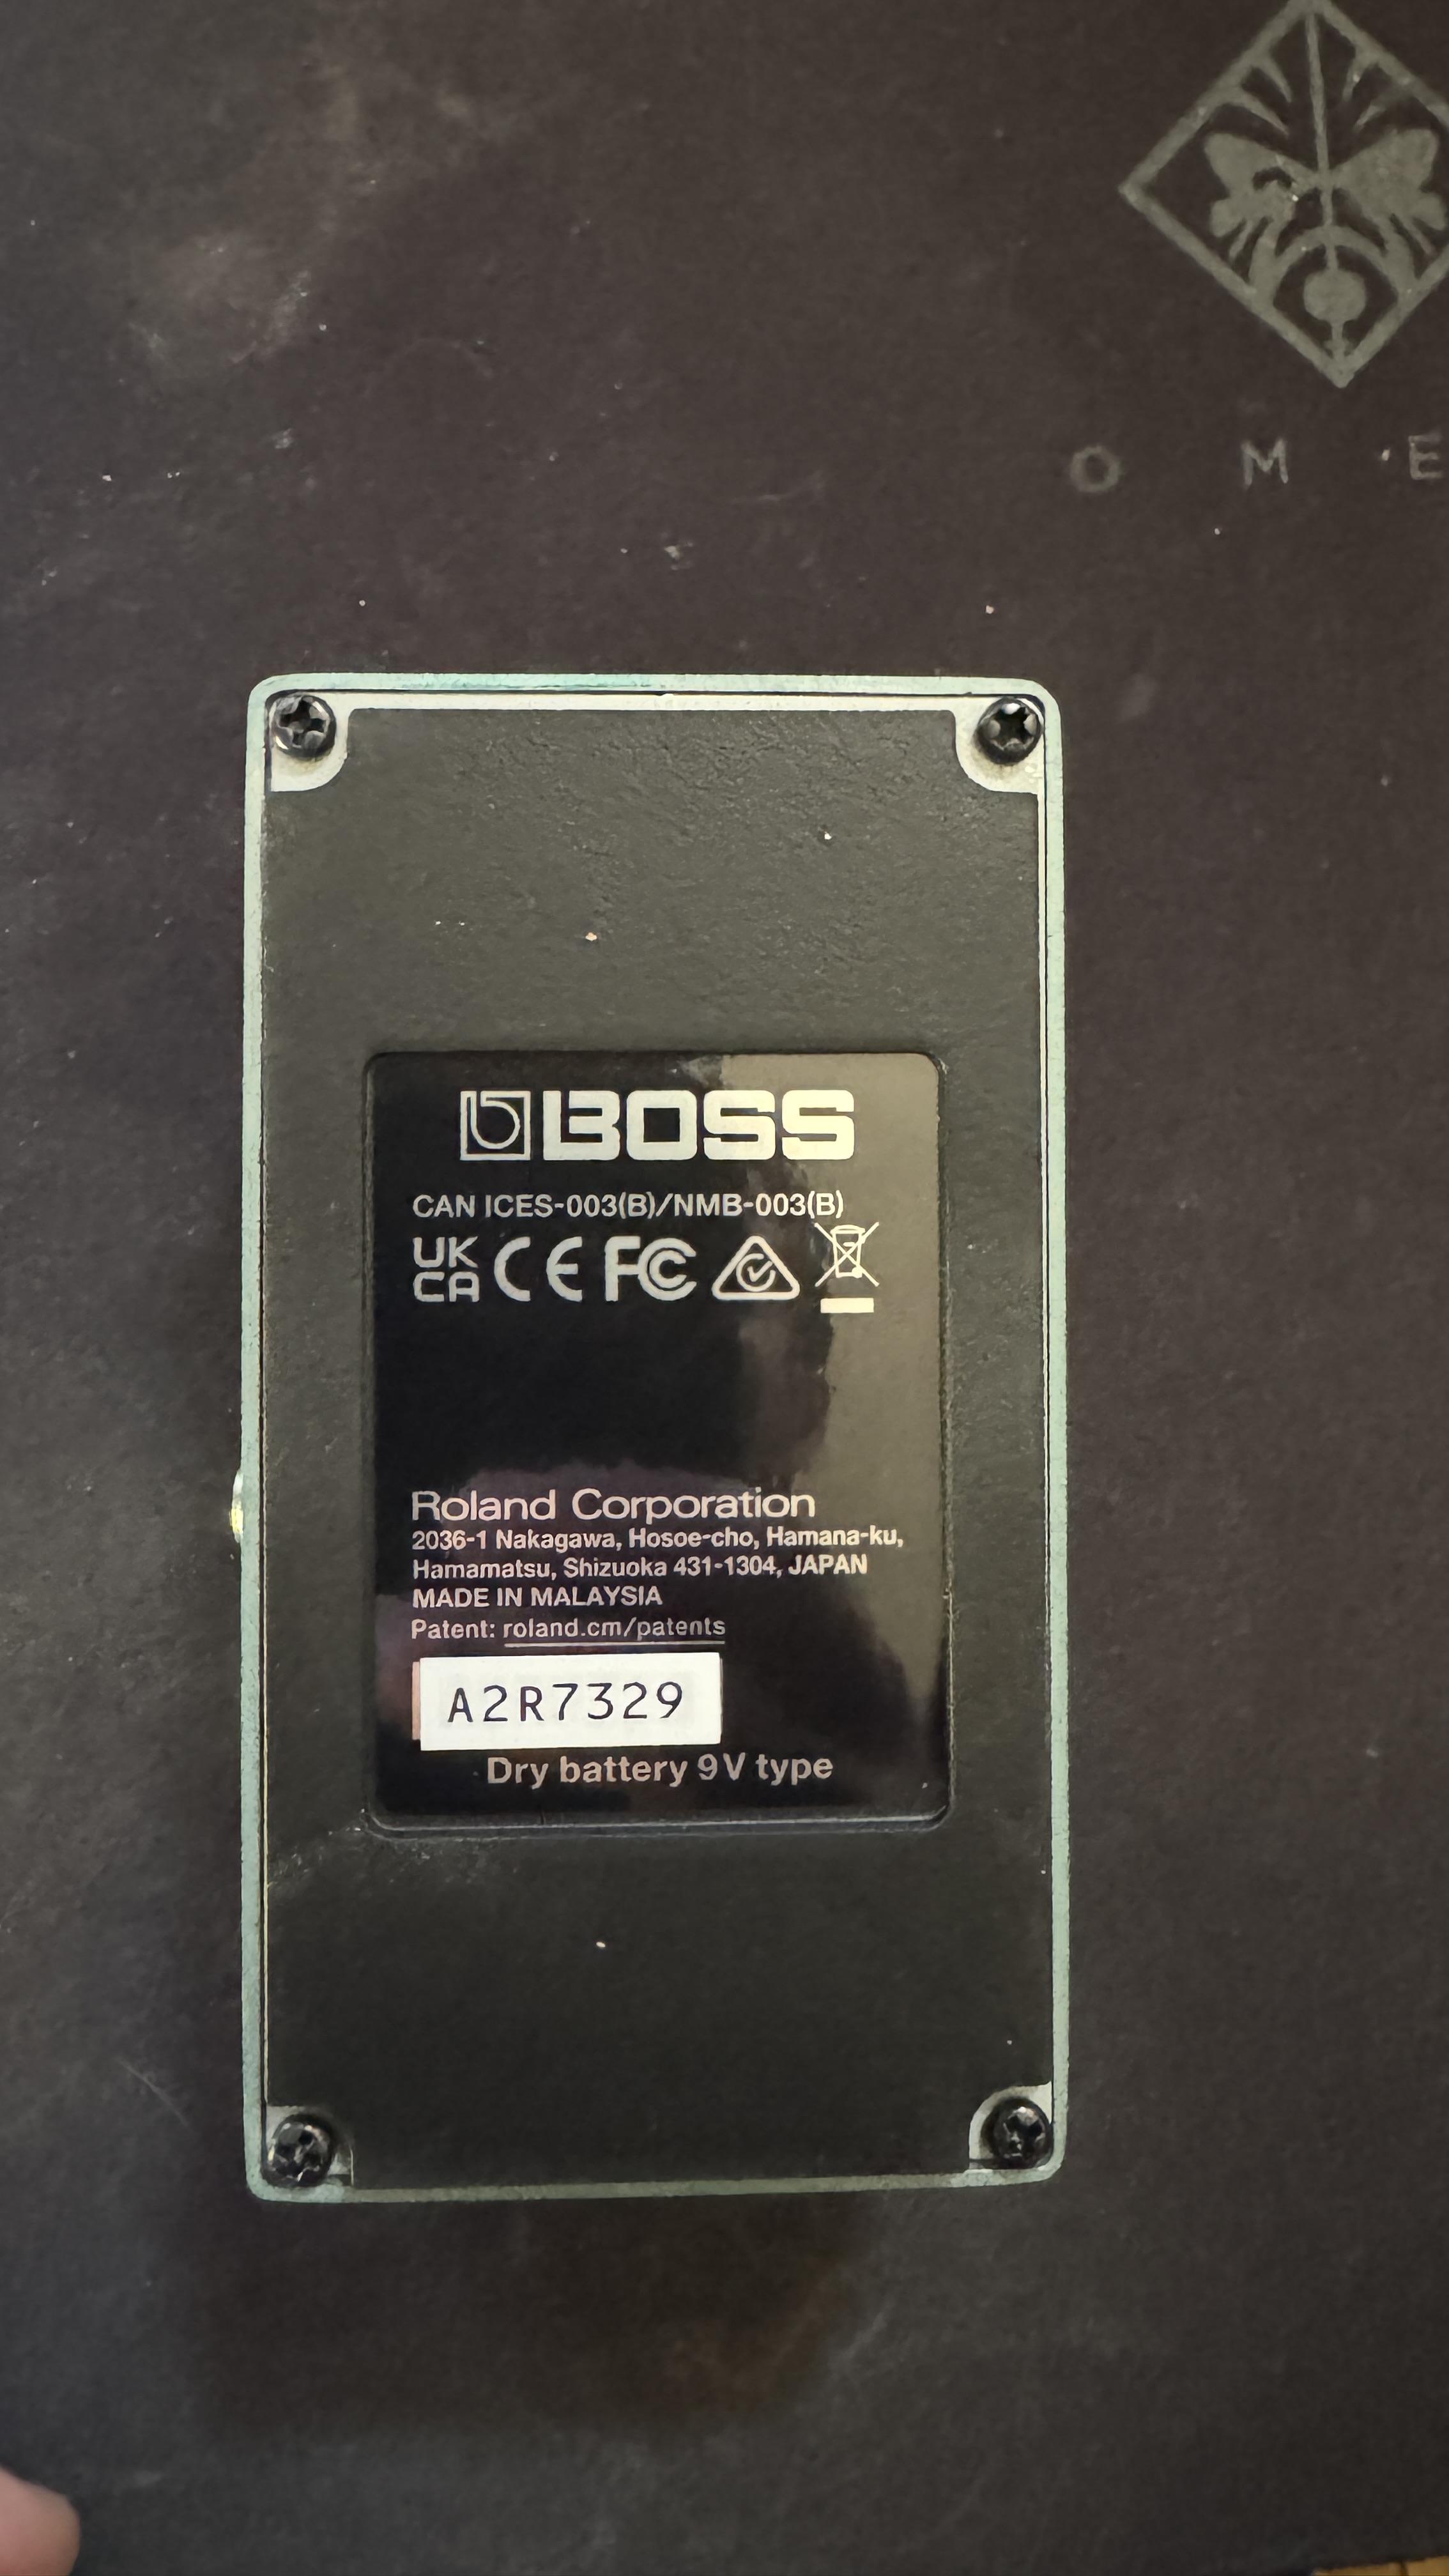 O M E
BOSS
CAN ICES-003(B)/NMB-003(B)
UK
CA CE FC
Roland Corporation
2036-1 Nakagawa, Hosoe-cho, Hamana-ku,
Hamamatsu, Shizuoka 431-1304, JAPAN
MADE IN MALAYSIA
Patent: roland.cm/patents
A2R7329
Dry battery 9V type